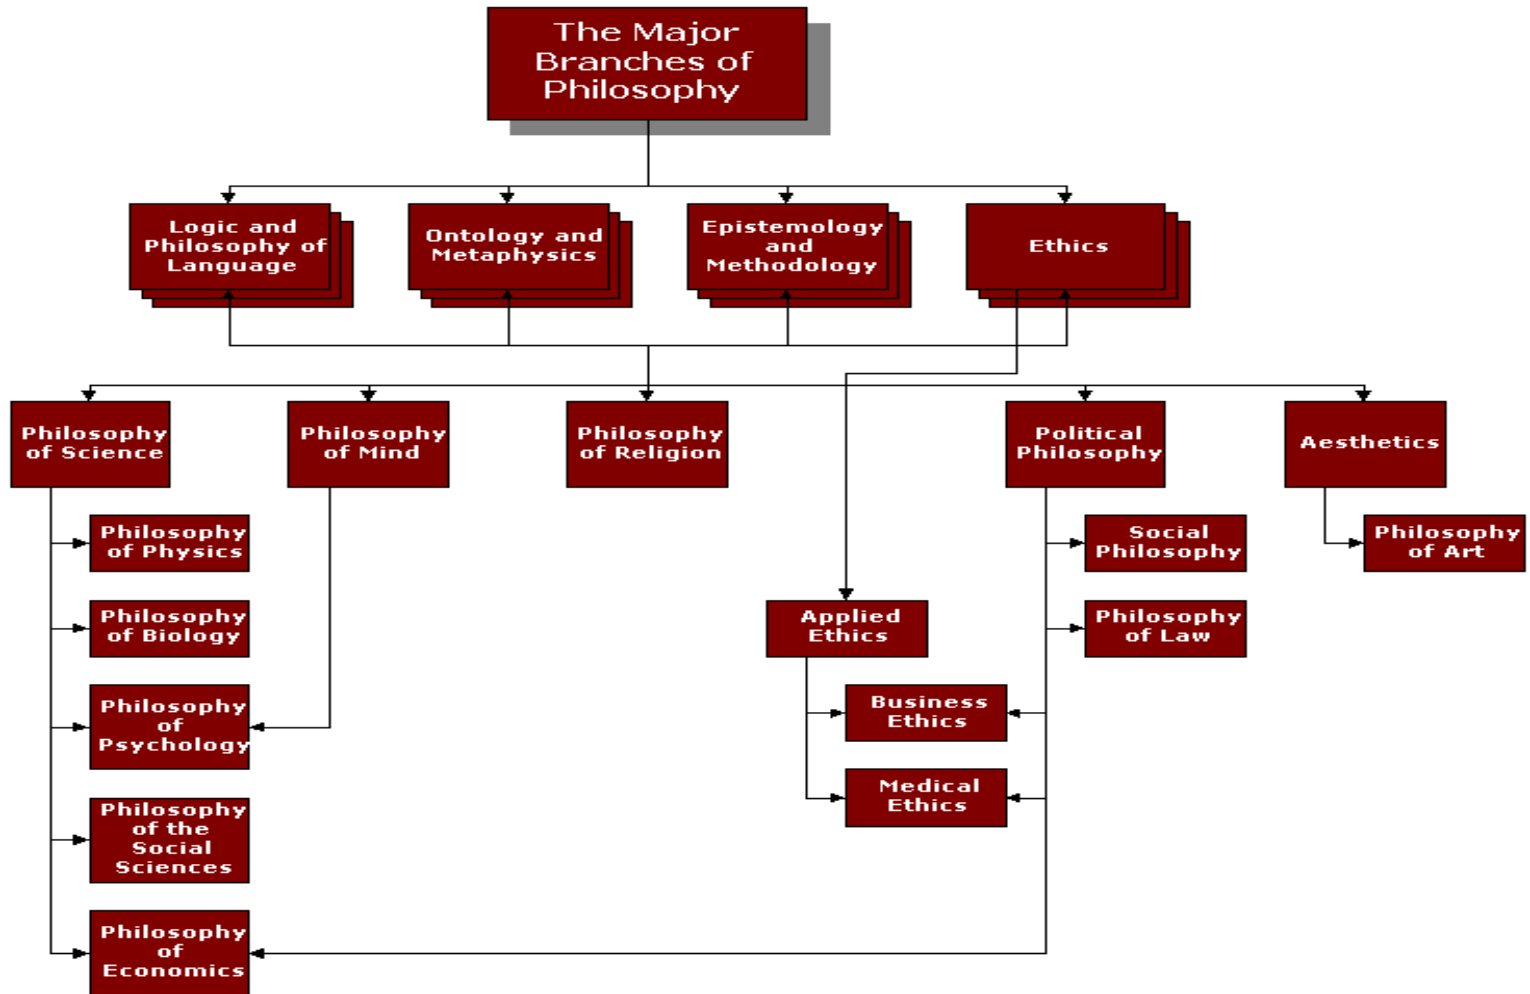 The Major
Branches of
Philosophy
Logic and
Philosophy of
Language
Ontology and
Metaphysics
Epistemology
and
Methodology
Ethics
Philosophy
of Science
Philosophy
of Mind
Philosophy
of Religion
Political
Philosophy
Aesthetics
Philosophy
of Physics
Social
Philosophy
Philosophy
of Art
Philosophy
of Biology
Applied
Ethics
Philosophy
of Law
Philosophy
of
Psychology
Business
Ethics
Medical
Ethics
Philosophy
of the
Social
Sciences
Philosophy
of
Economics